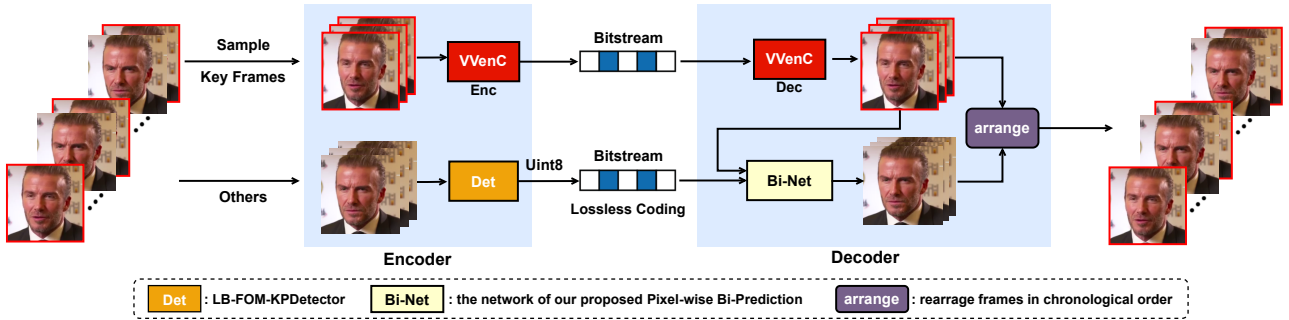 Sample
Key Frames
VVenC
Enc
Bitstream
VVenC
Dec
arrange
Others
Det
Uint8
Bitstream
Lossless Coding
Bi-Net
Encoder
Decoder
Det : LB-FOM-KPDetector
Bi-Net : the network of our proposed Pixel-wise Bi-Prediction
arrange : rearrage frames in chronological order